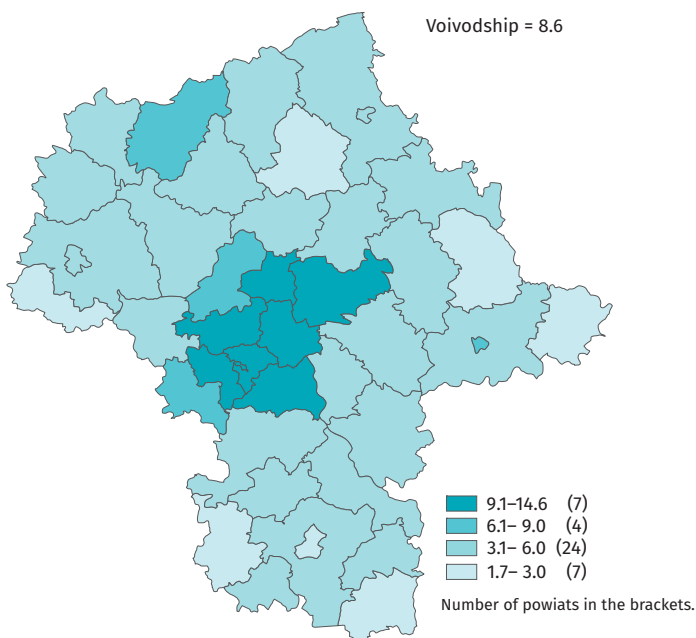 Voivodship = 8.6
9.1–14.6 (7)
6.1– 9.0 (4)
3.1– 6.0 (24)
1.7– 3.0 (7)
Number of powiats in the brackets.